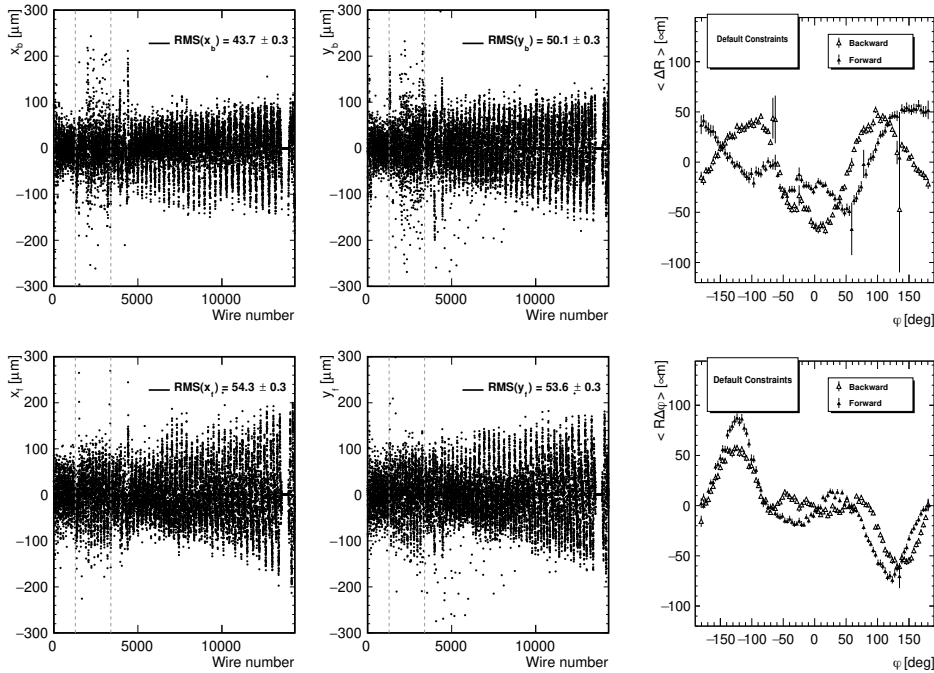 x_b [μm]
300
200
100
0
−100
−200
−300
RMS(x_b) = 43.7 ± 0.3
0 5000 10000
Wire number
y_b [μm]
300
200
100
0
−100
−200
−300
RMS(y_b) = 50.1 ± 0.3
0 5000 10000
Wire number
< ΔR > [∝m]
100
50
0
−50
−100
Default Constraints
Backward
Forward
−150 −100 −50 0 50 100 150
φ [deg]
x_f [μm]
300
200
100
0
−100
−200
−300
RMS(x_f) = 54.3 ± 0.3
0 5000 10000
Wire number
y_f [μm]
300
200
100
0
−100
−200
−300
RMS(y_f) = 53.6 ± 0.3
0 5000 10000
Wire number
< RΔφ > [∝m]
100
50
0
−50
−100
Default Constraints
Backward
Forward
−150 −100 −50 0 50 100 150
φ [deg]